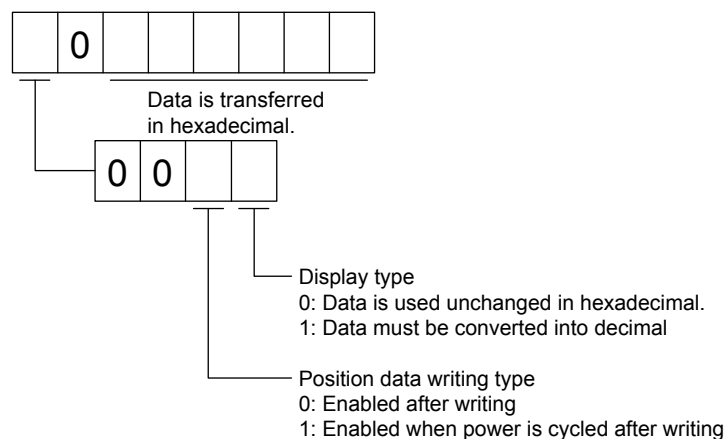 0
Data is transferred
in hexadecimal.
0 0
Display type
0: Data is used unchanged in hexadecimal.
1: Data must be converted into decimal
Position data writing type
0: Enabled after writing
1: Enabled when power is cycled after writing